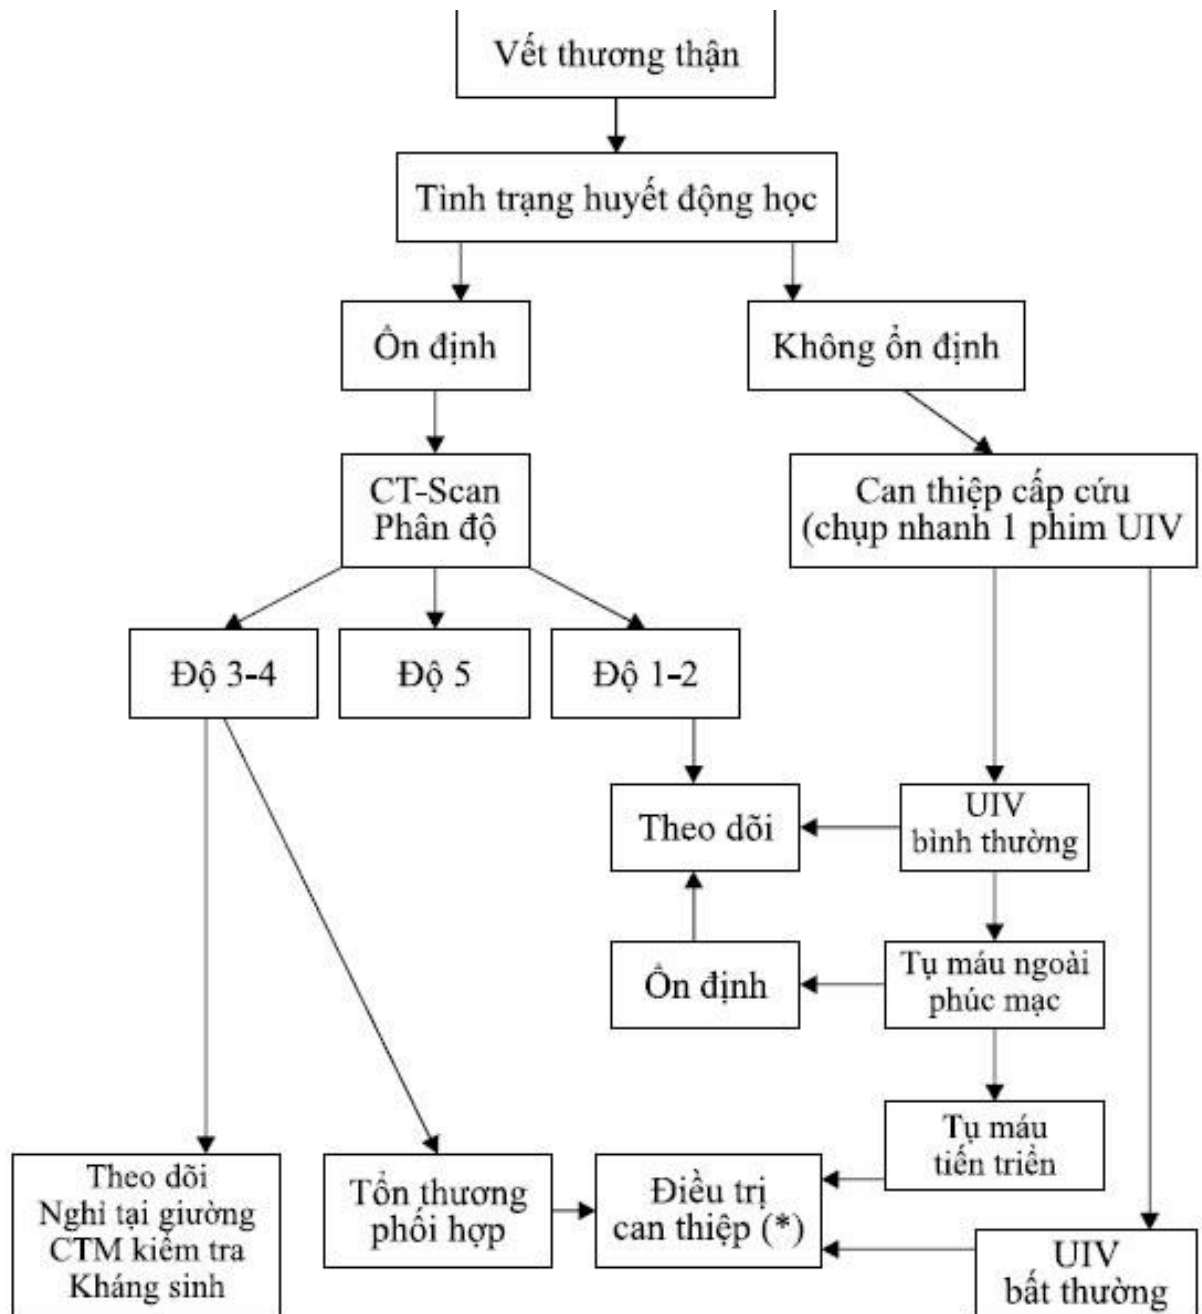 Vết thương thận
Tình trạng huyết động học
Ổn định
Không ổn định
CT-Scan
Phân độ
Can thiệp cấp cứu
(chụp nhanh 1 phim UIV
Độ 3-4
Độ 5
Độ 1-2
Theo dõi
UIV
bình thường
Ổn định
Tụ máu ngoài
phúc mạc
Tụ máu
tiến triển
Theo dõi
Nghỉ tại giường
CTM kiểm tra
Kháng sinh
Tổn thương
phối hợp
Điều trị
can thiệp (*)
UIV
bất thường